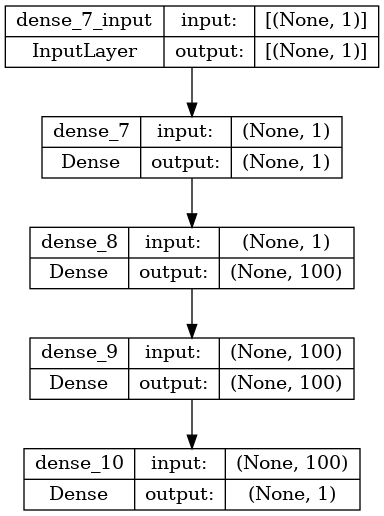 dense_7_input input: [(None, 1)]
InputLayer output: [(None, 1)]
dense_7 input: (None, 1)
Dense output: (None, 1)
dense_8 input: (None, 1)
Dense output: (None, 100)
dense_9 input: (None, 100)
Dense output: (None, 100)
dense_10 input: (None, 100)
Dense output: (None, 1)